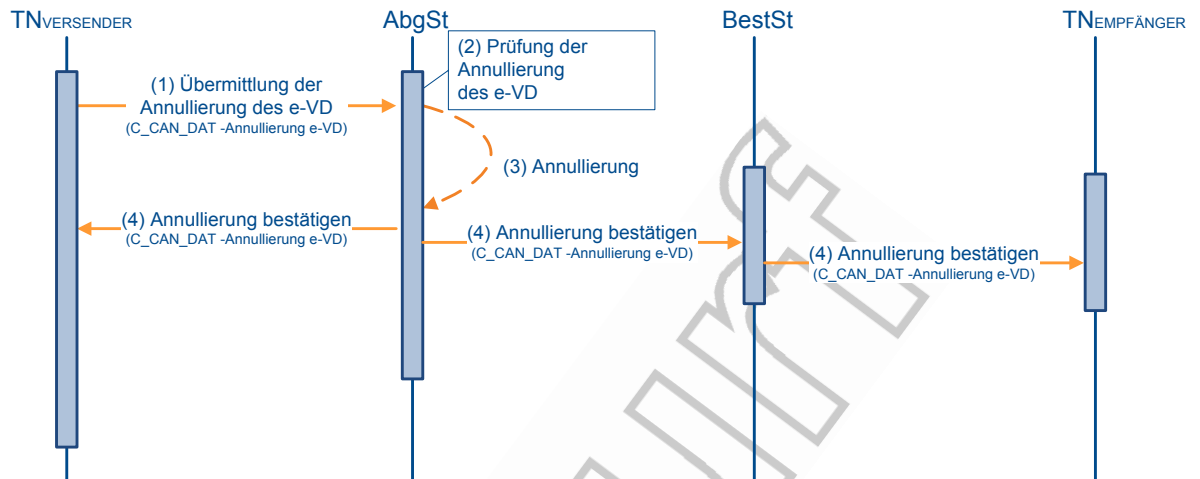 TNVERSENDER
AbgSt
BestSt
TNEMPFÄNGER
(2) Prüfung der
Annullierung
des e-VD
(1) Übermittlung der
Annullierung des e-VD
(C_CAN_DAT -Annullierung e-VD)
(3) Annullierung
(4) Annullierung bestätigen
(C_CAN_DAT -Annullierung e-VD)
(4) Annullierung bestätigen
(C_CAN_DAT -Annullierung e-VD)
(4) Annullierung bestätigen
(C_CAN_DAT -Annullierung e-VD)